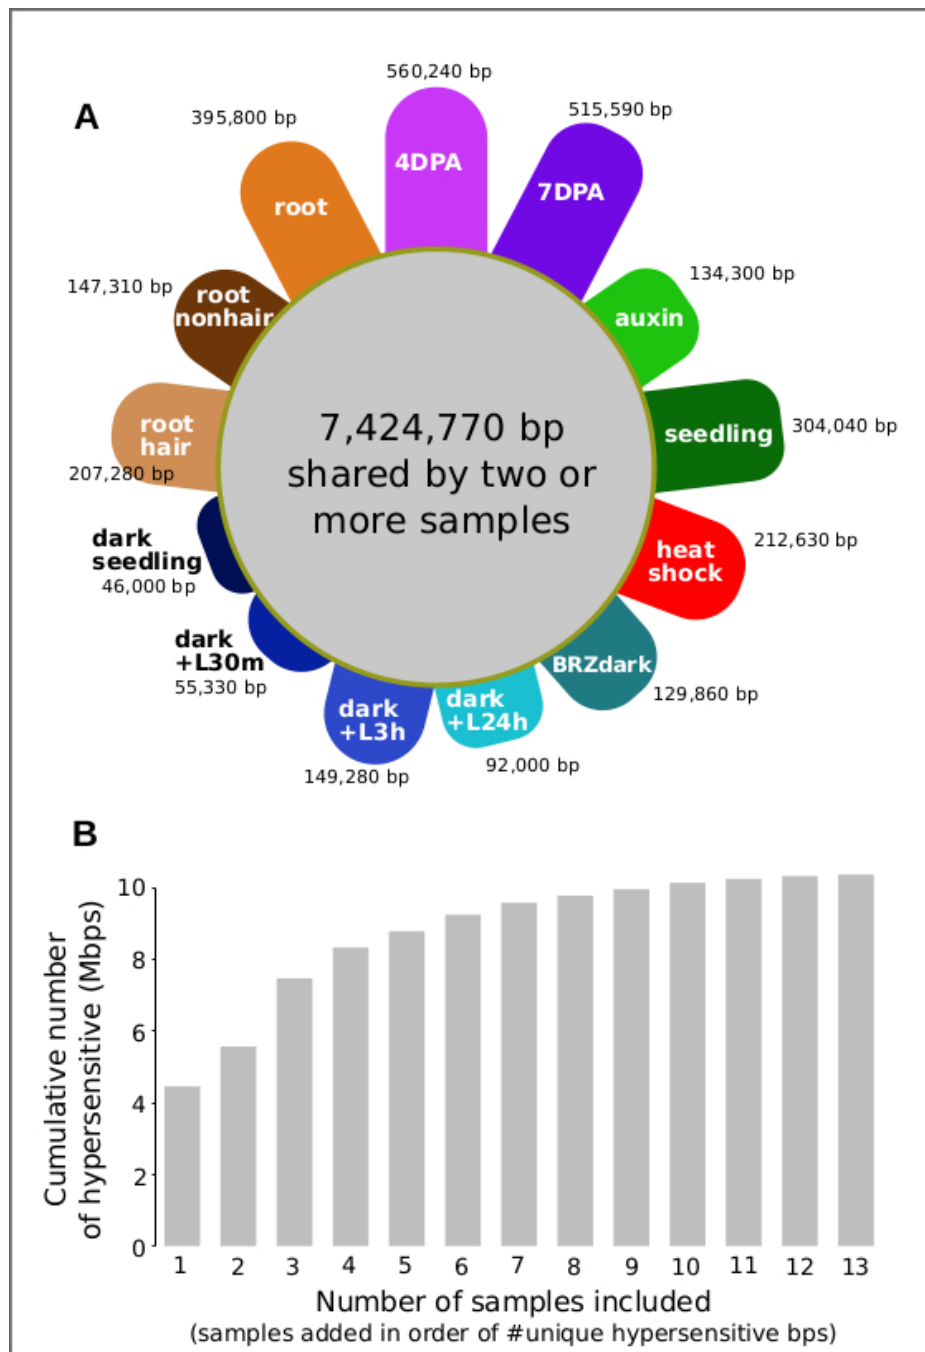 A
560,240 bp
515,590 bp
395,800 bp
4DPA
7DPA
root
134,300 bp
147,310 bp
root
nonhair
auxin
7,424,770 bp
shared by two or
more samples
root
hair
207,280 bp
seedling
304,040 bp
dark
seedling
46,000 bp
heat
shock
212,630 bp
dark
+L30m
55,330 bp
BRZdark
129,860 bp
dark
+L3h
149,280 bp
dark
+L24h
92,000 bp
B
Cumulative number
of hypersensitive (Mbps)
10
8
6
4
2
0
1 2 3 4 5 6 7 8 9 10 11 12 13
Number of samples included
(samples added in order of #unique hypersensitive bps)